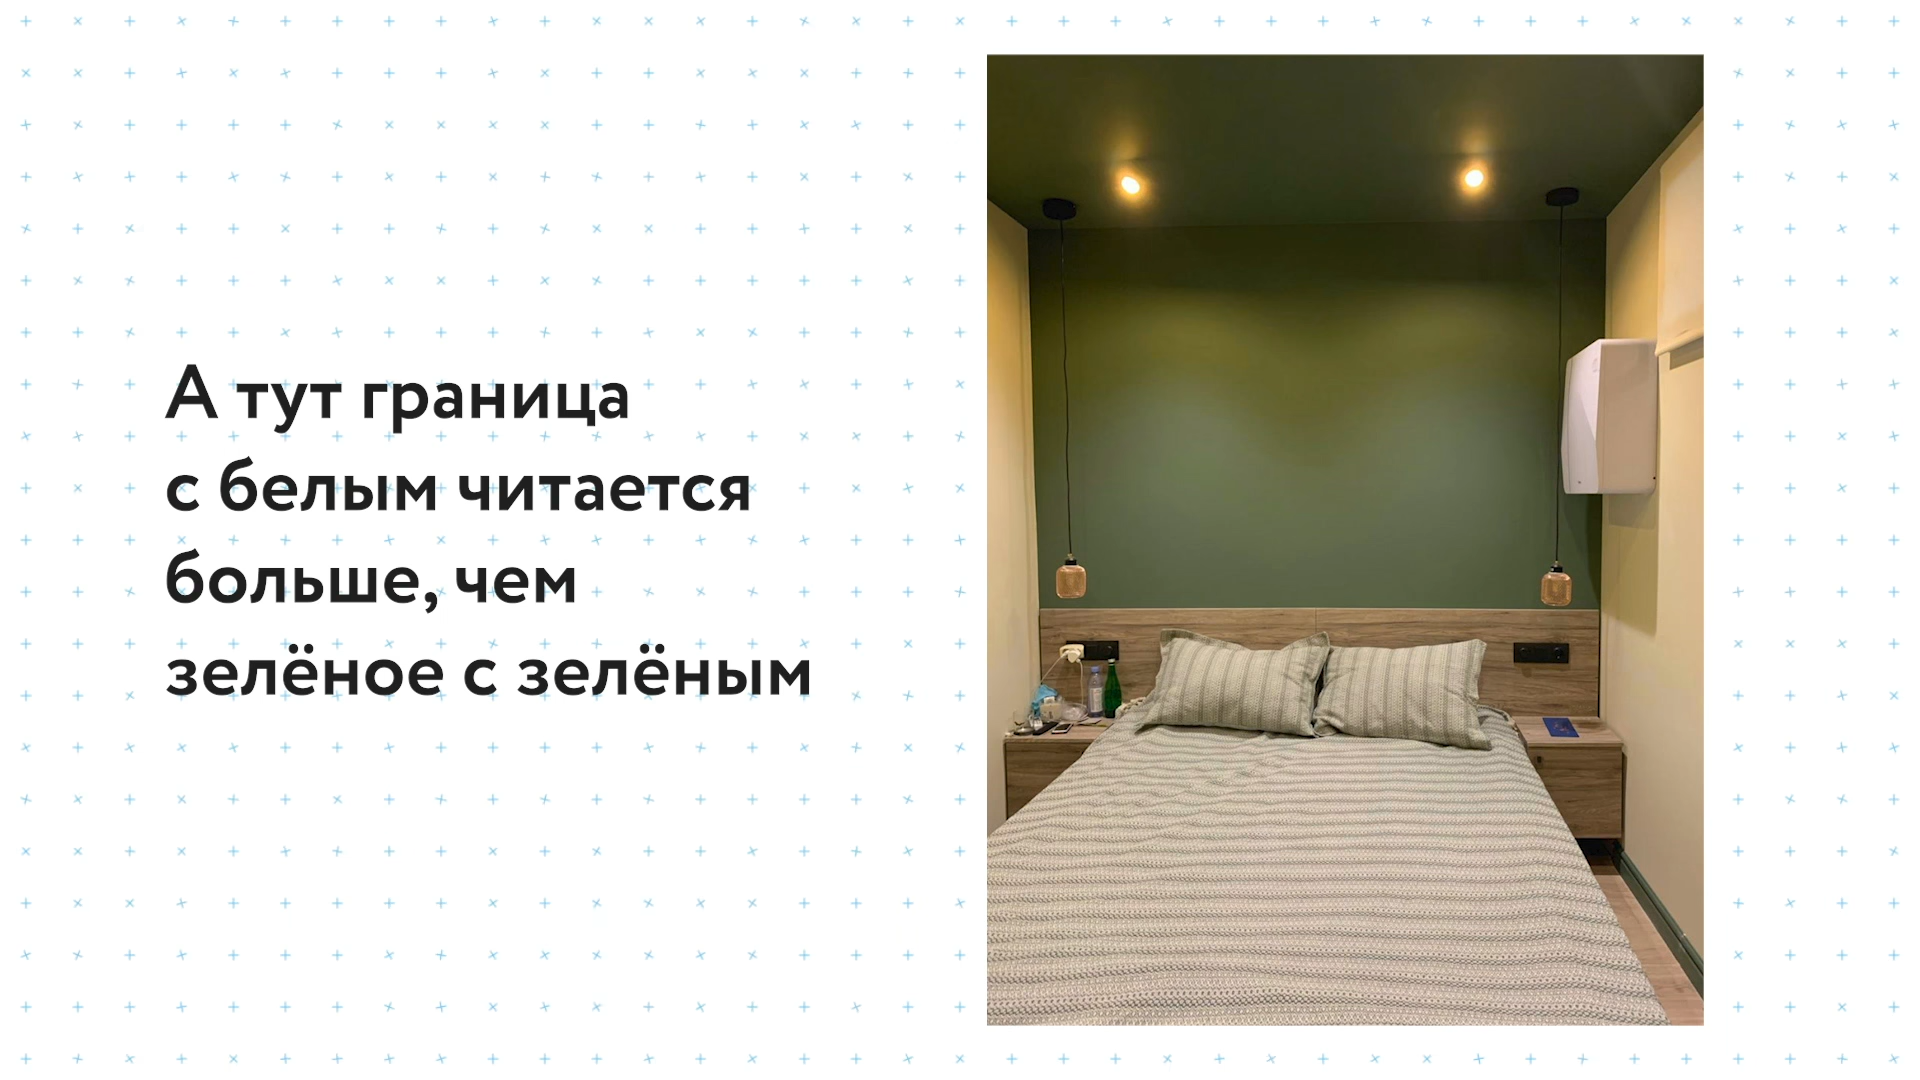 А тут граница
с белым читается
больше, чем
зелёное с зелёным